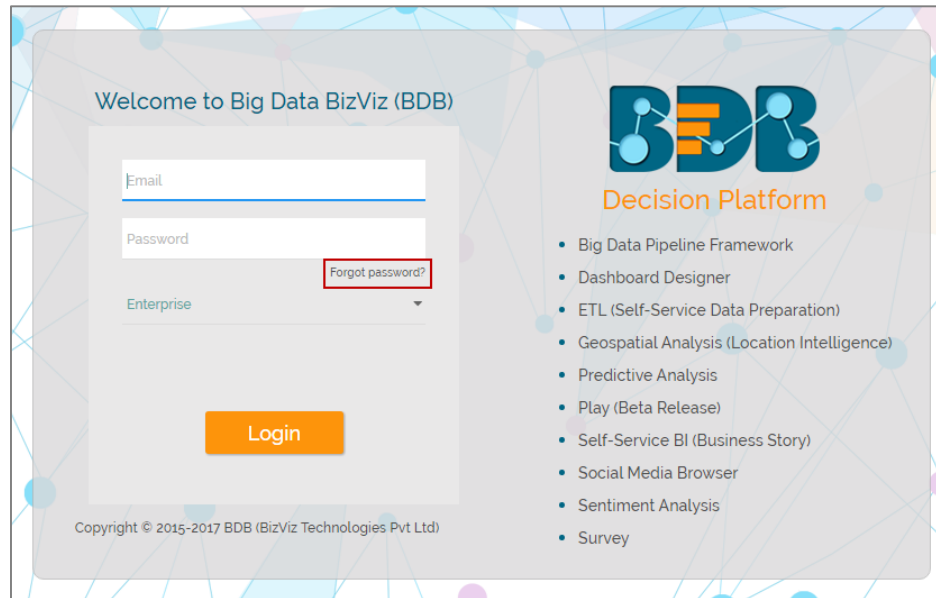 Welcome to Big Data BizViz (BDB)
Email
Password
Forgot password?
Enterprise
Login
Copyright © 2015-2017 BDB (BizViz Technologies Pvt Ltd)
BDB
Decision Platform
• Big Data Pipeline Framework
• Dashboard Designer
• ETL (Self-Service Data Preparation)
• Geospatial Analysis (Location Intelligence)
• Predictive Analysis
• Play (Beta Release)
• Self-Service BI (Business Story)
• Social Media Browser
• Sentiment Analysis
• Survey